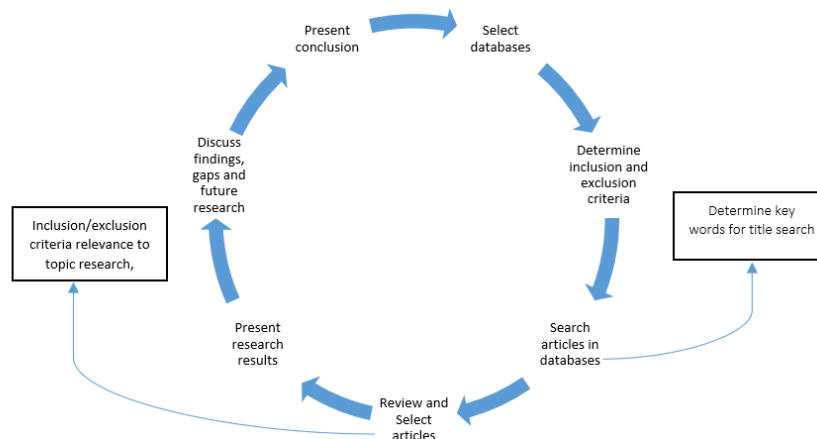 Present
conclusion
Select
databases
Determine
inclusion and
exclusion
criteria
Determine key
words for title search
Search
articles in
databases
Review and
Select
articles
Inclusion/exclusion
criteria relevance to
topic research,
Present
research
results
Discuss
findings,
gaps and
future
research